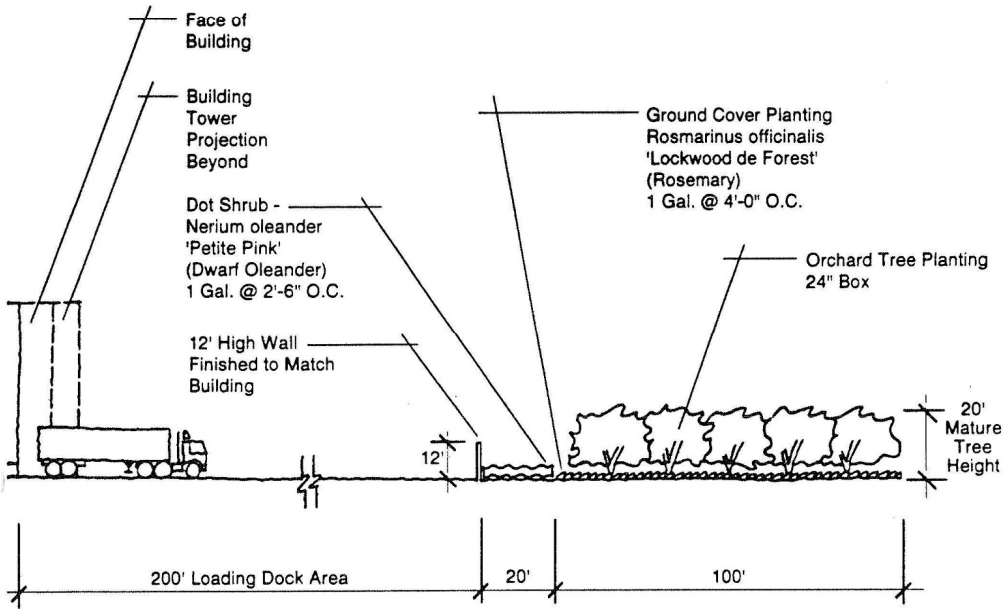 Face of
Building
Building
Tower
Projection
Beyond
Ground Cover Planting
Rosmarinus officinalis
'Lockwood de Forest'
(Rosemary)
1 Gal. @ 4'-0" O.C.
Dot Shrub -
Nerium oleander
'Petite Pink'
(Dwarf Oleander)
1 Gal. @ 2'-6" O.C.
Orchard Tree Planting
24" Box
12' High Wall
Finished to Match
Building
12'
20'
Mature
Tree
Height
200' Loading Dock Area
20'
100'